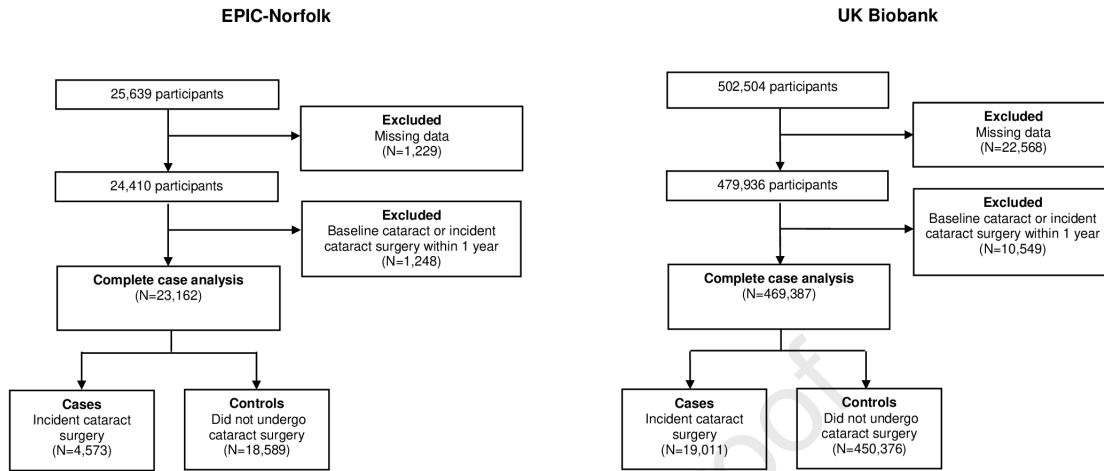 EPIC-Norfolk
25,639 participants
Excluded
Missing data
(N=1,229)
24,410 participants
Excluded
Baseline cataract or incident
cataract surgery within 1 year
(N=1,248)
Complete case analysis
(N=23,162)
Cases
Incident cataract
surgery
(N=4,573)
Controls
Did not undergo
cataract surgery
(N=18,589)
UK Biobank
502,504 participants
Excluded
Missing data
(N=22,568)
479,936 participants
Excluded
Baseline cataract or incident
cataract surgery within 1 year
(N=10,549)
Complete case analysis
(N=469,387)
Cases
Incident cataract
surgery
(N=19,011)
Controls
Did not undergo
cataract surgery
(N=450,376)
roof